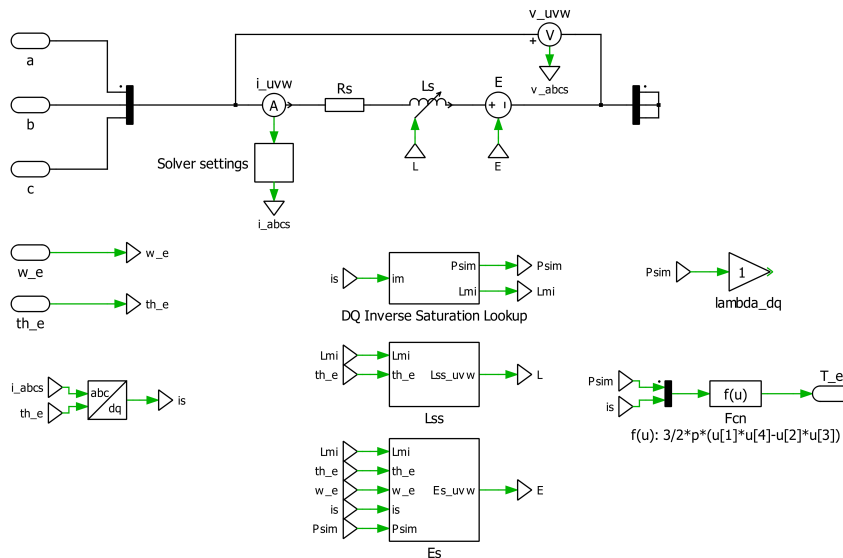 v_uvw
V
+
v_abcs
a
b
c
i_uvw
A
Rs
Ls
E
+
L
E
Solver settings
i_abcs
w_e
w_e
th_e
th_e
is
im
Psim
Lmi
Psim
Lmi
DQ Inverse Saturation Lookup
Psim
1
lambda_dq
i_abcs
th_e
abc
dq
is
Lmi
th_e
Lmi
th_e
Lss_uvw
L
Lss
Psim
is
f(u)
T_e
Fcn
f(u): 3/2*p*(u[1]*u[4]-u[2]*u[3])
Lmi
th_e
w_e
is
Psim
Lmi
th_e
w_e
is
Psim
Es_uvw
E
Es